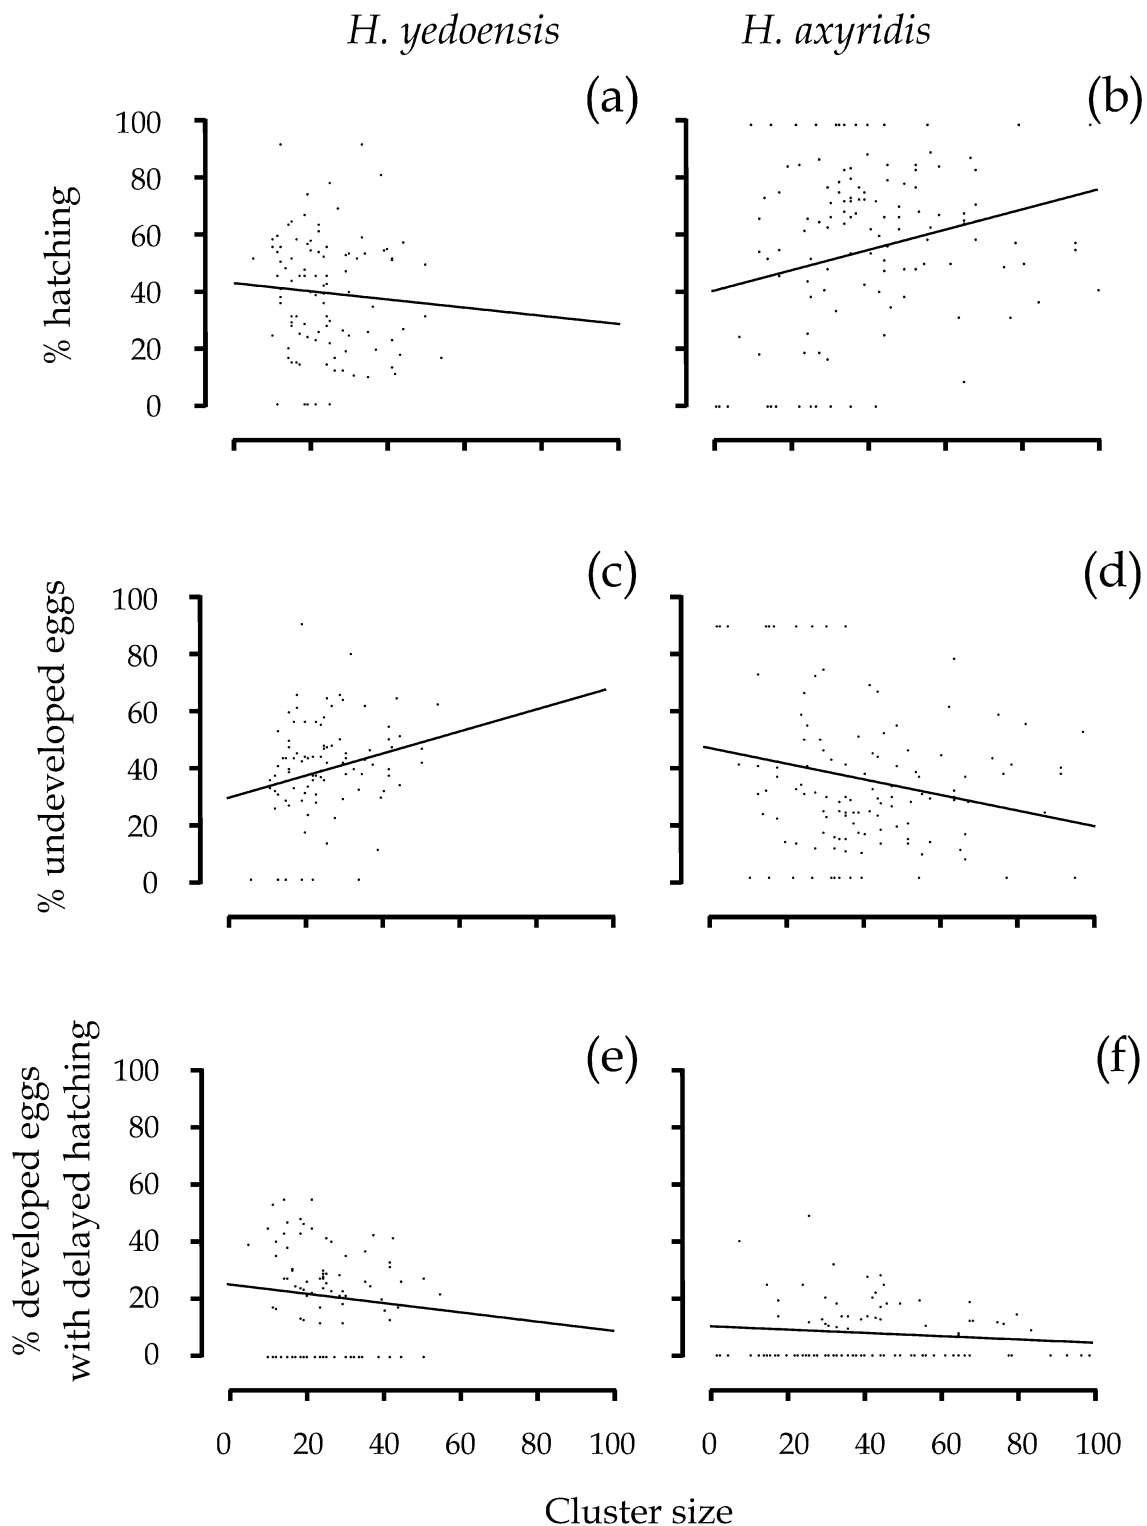 H. yedoensis H. axyridis
(a) (b)
100
80
60
40
20
0
% hatching
(c) (d)
100
80
60
40
20
0
% undeveloped eggs
(e) (f)
100
80
60
40
20
0
% developed eggs
with delayed hatching
0 20 40 60 80 100 0 20 40 60 80 100
Cluster size